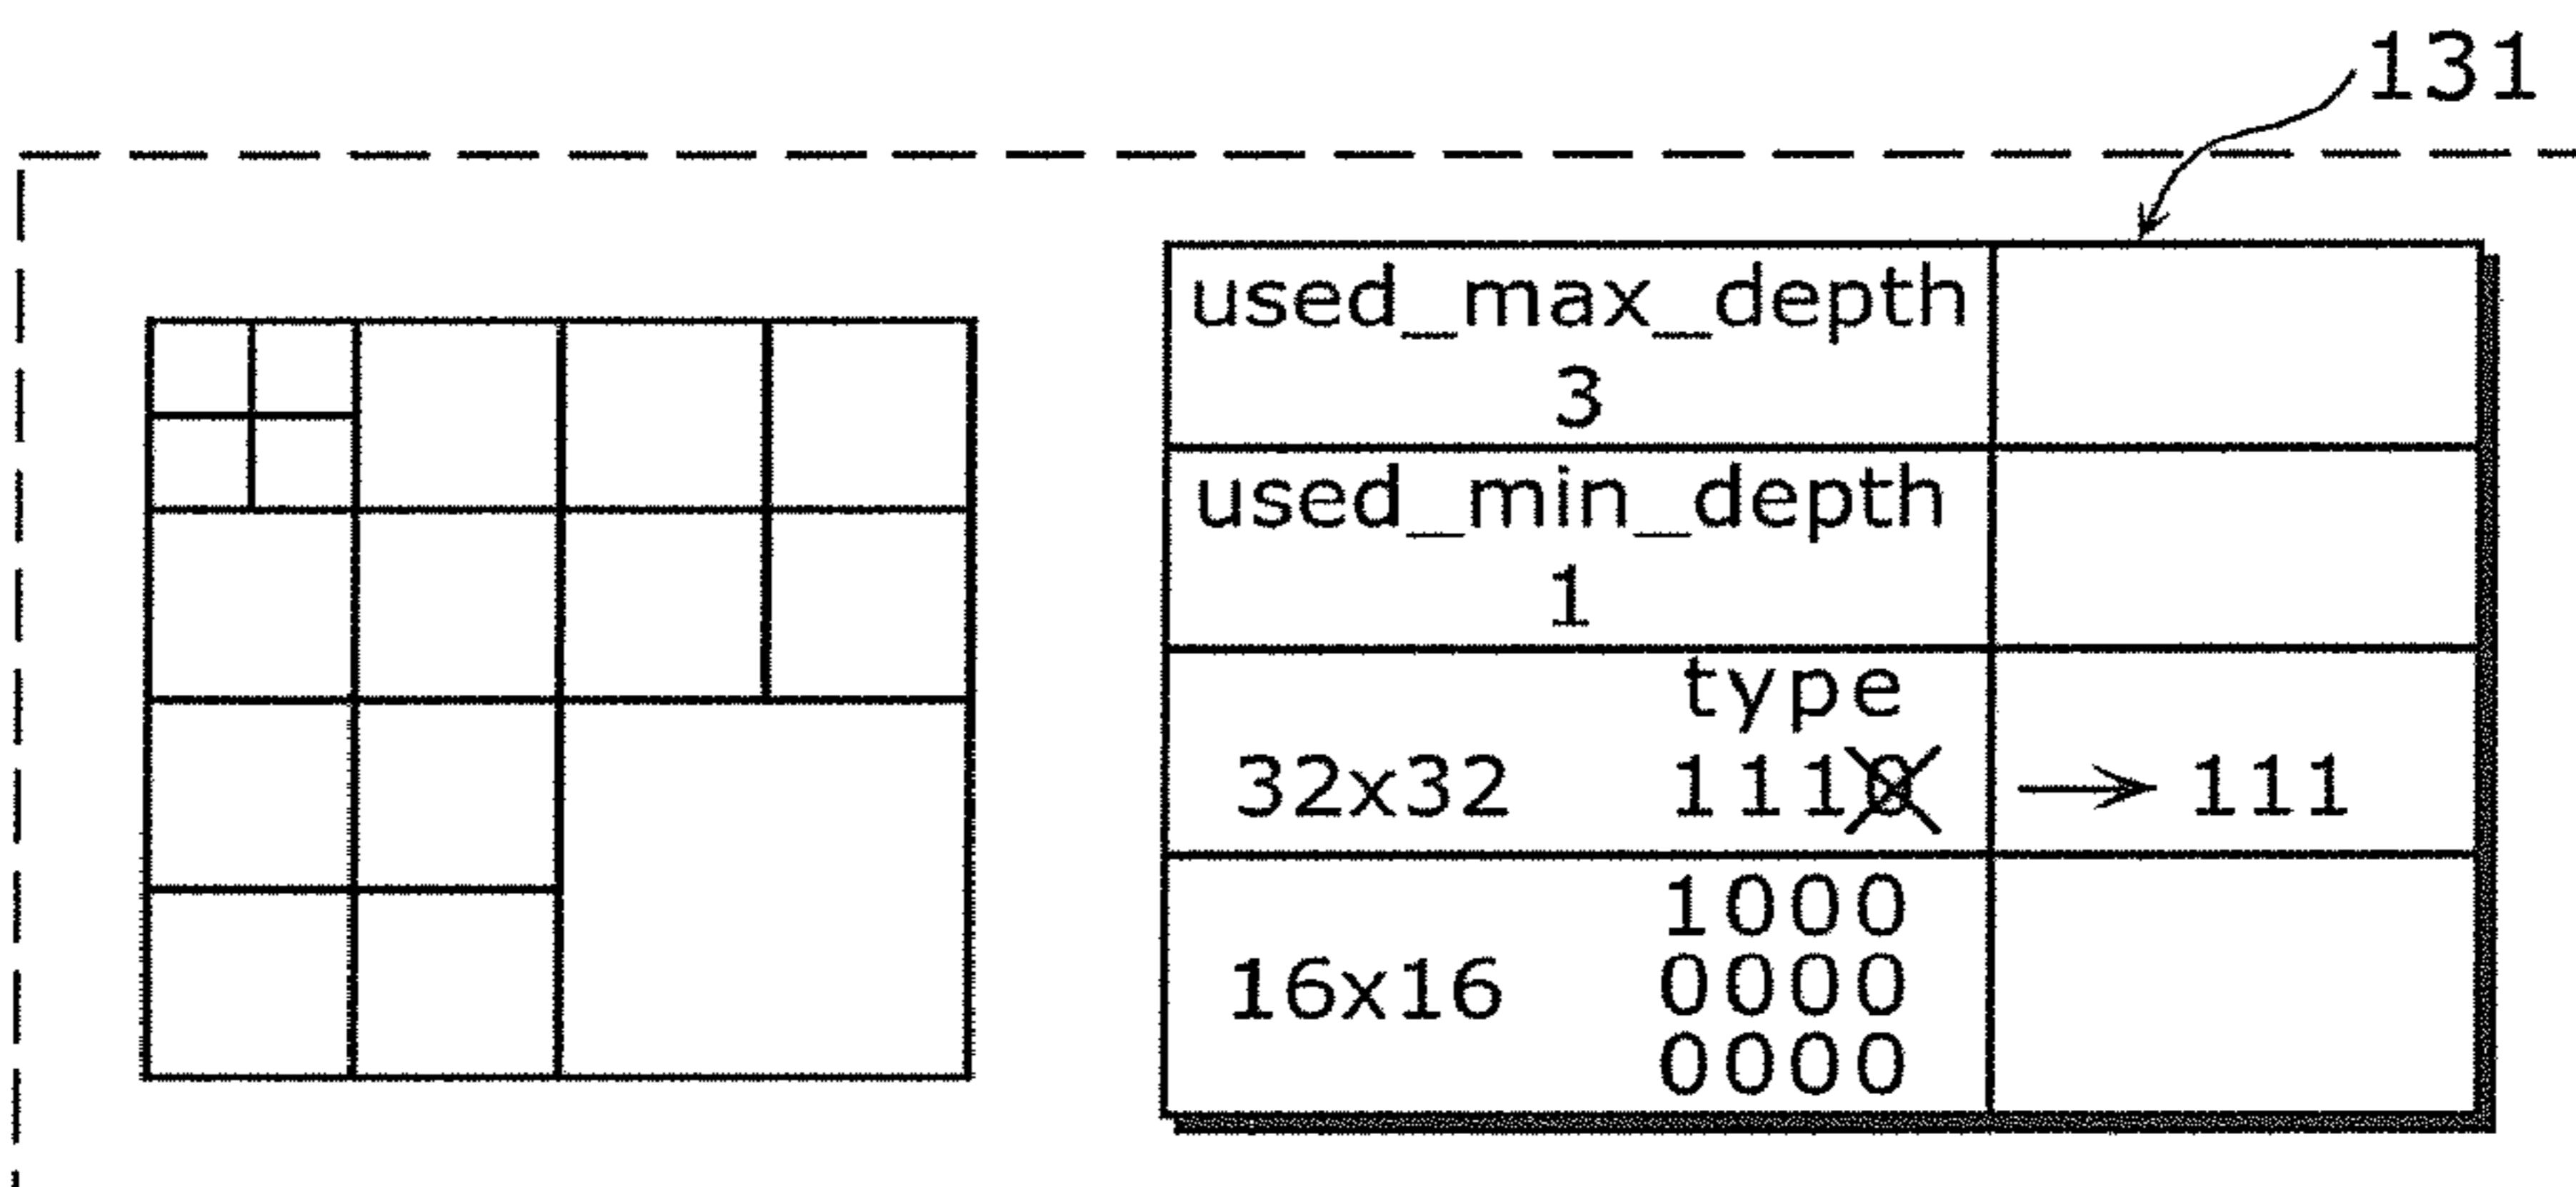 131
used_max_depth
3
used_min_depth
1
type
32x32 1110 → 111
1000
16x16 0000
0000